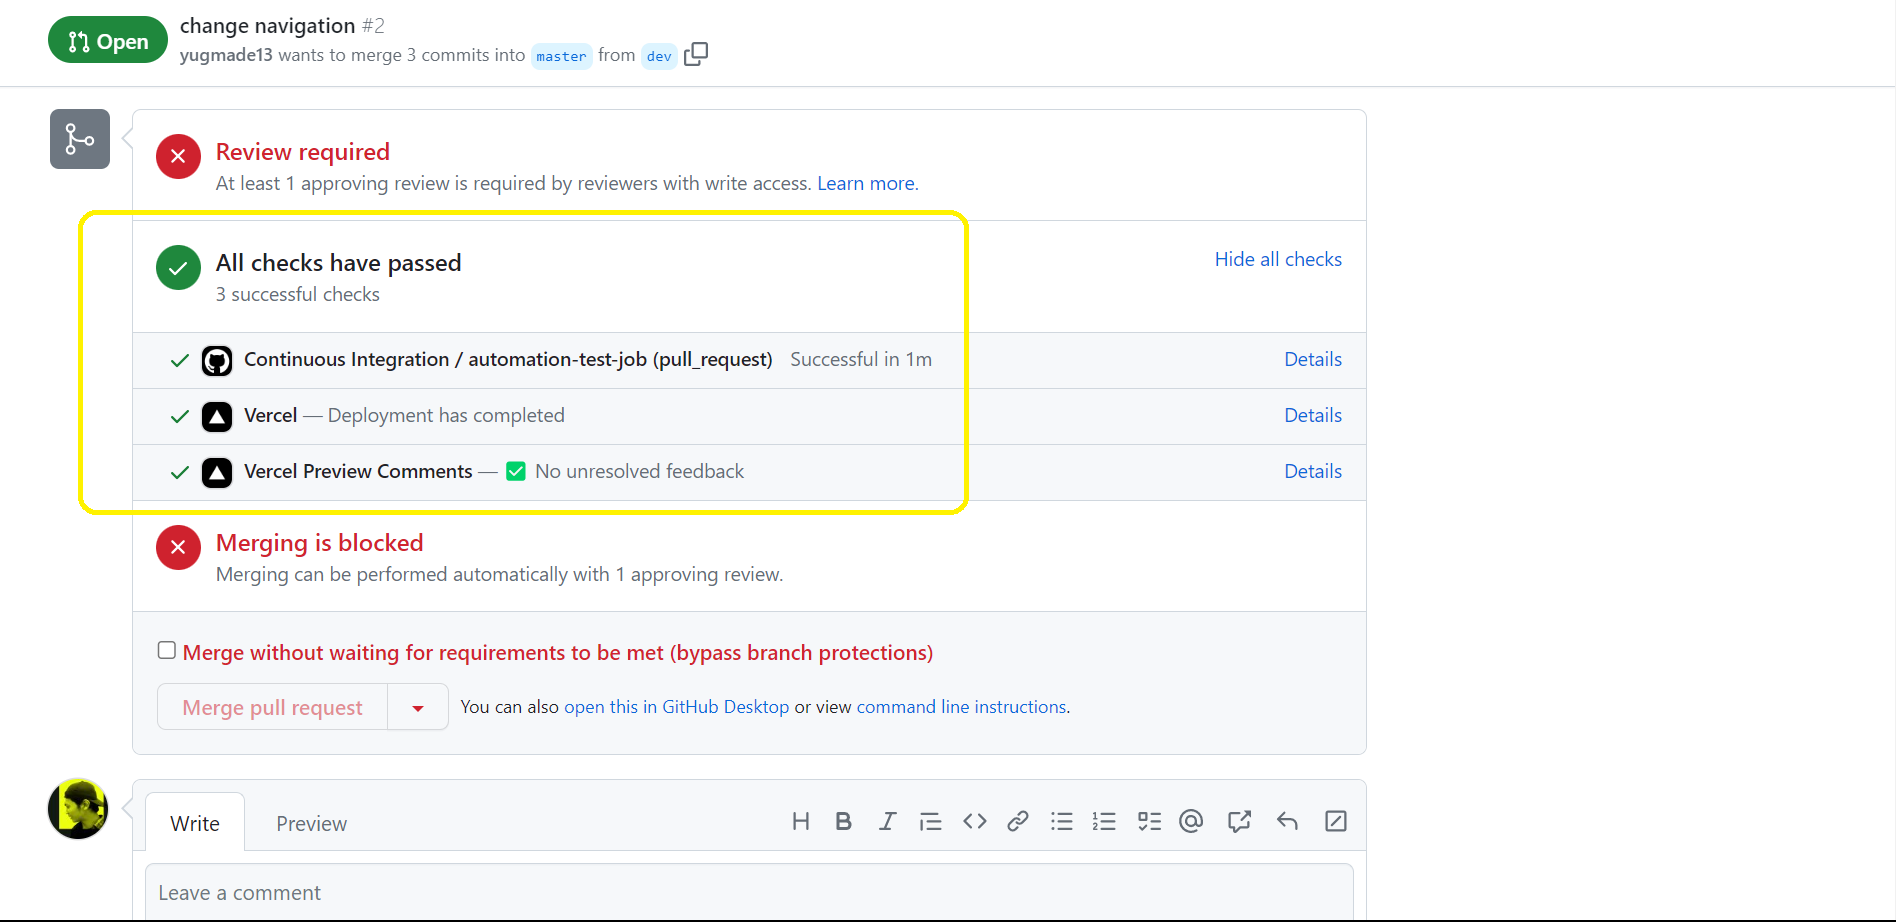 Open
change navigation #2
yugmade13 wants to merge 3 commits into master from dev
Review required
At least 1 approving review is required by reviewers with write access. Learn more.
All checks have passed
Hide all checks
3 successful checks
Continuous Integration / automation-test-job (pull_request) Successful in 1m Details
Vercel — Deployment has completed Details
Vercel Preview Comments — ✅ No unresolved feedback Details
Merging is blocked
Merging can be performed automatically with 1 approving review.
Merge without waiting for requirements to be met (bypass branch protections)
Merge pull request You can also open this in GitHub Desktop or view command line instructions.
Write Preview
Leave a comment